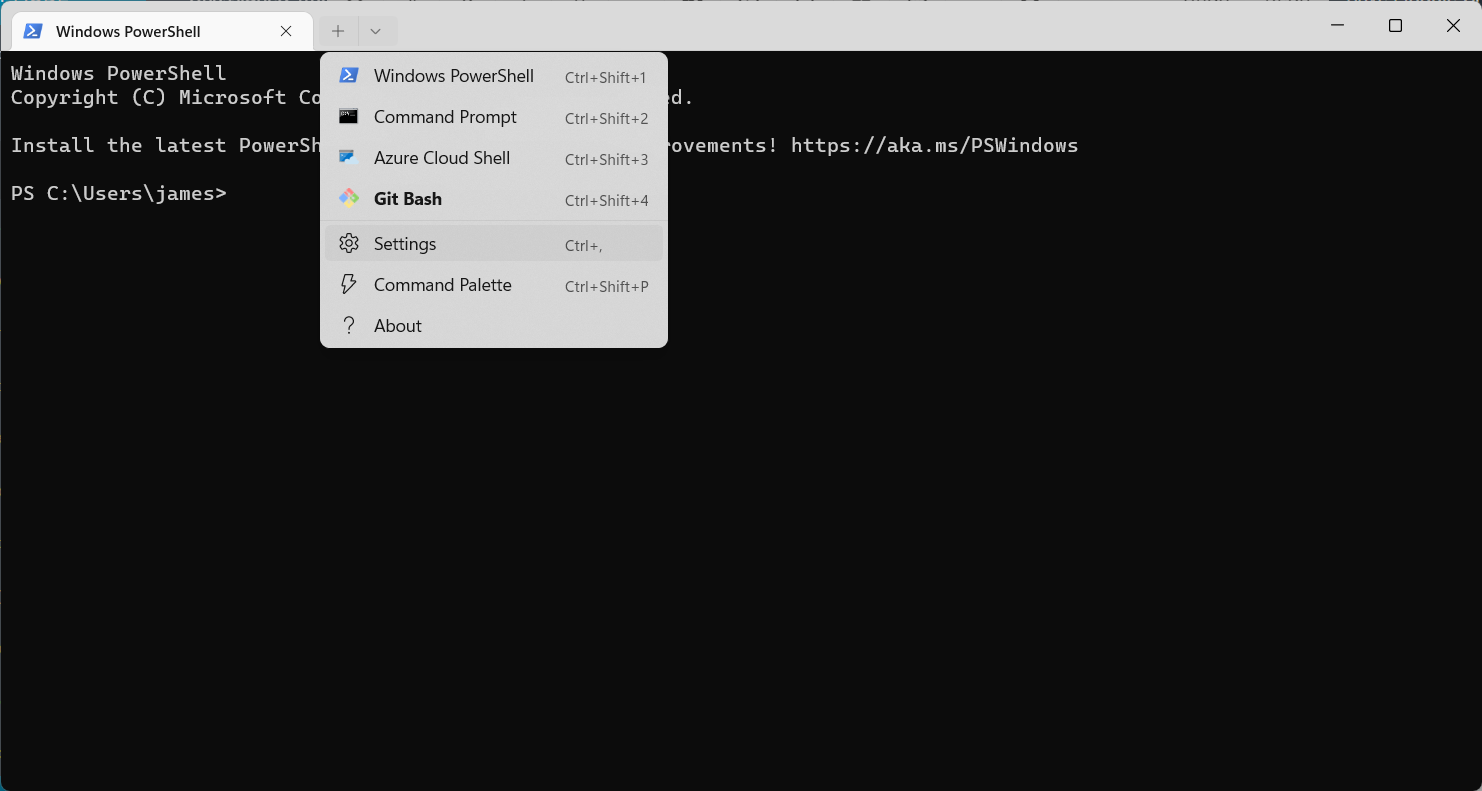 Windows PowerShell
Windows PowerShell
Copyright (C) Microsoft Co
ed.
Install the latest PowerSh
rovements! https://aka.ms/PSWindows
PS C:\Users\james>
Windows PowerShell Ctrl+Shift+1
Command Prompt Ctrl+Shift+2
Azure Cloud Shell Ctrl+Shift+3
Git Bash Ctrl+Shift+4
Settings Ctrl+,
Command Palette Ctrl+Shift+P
About